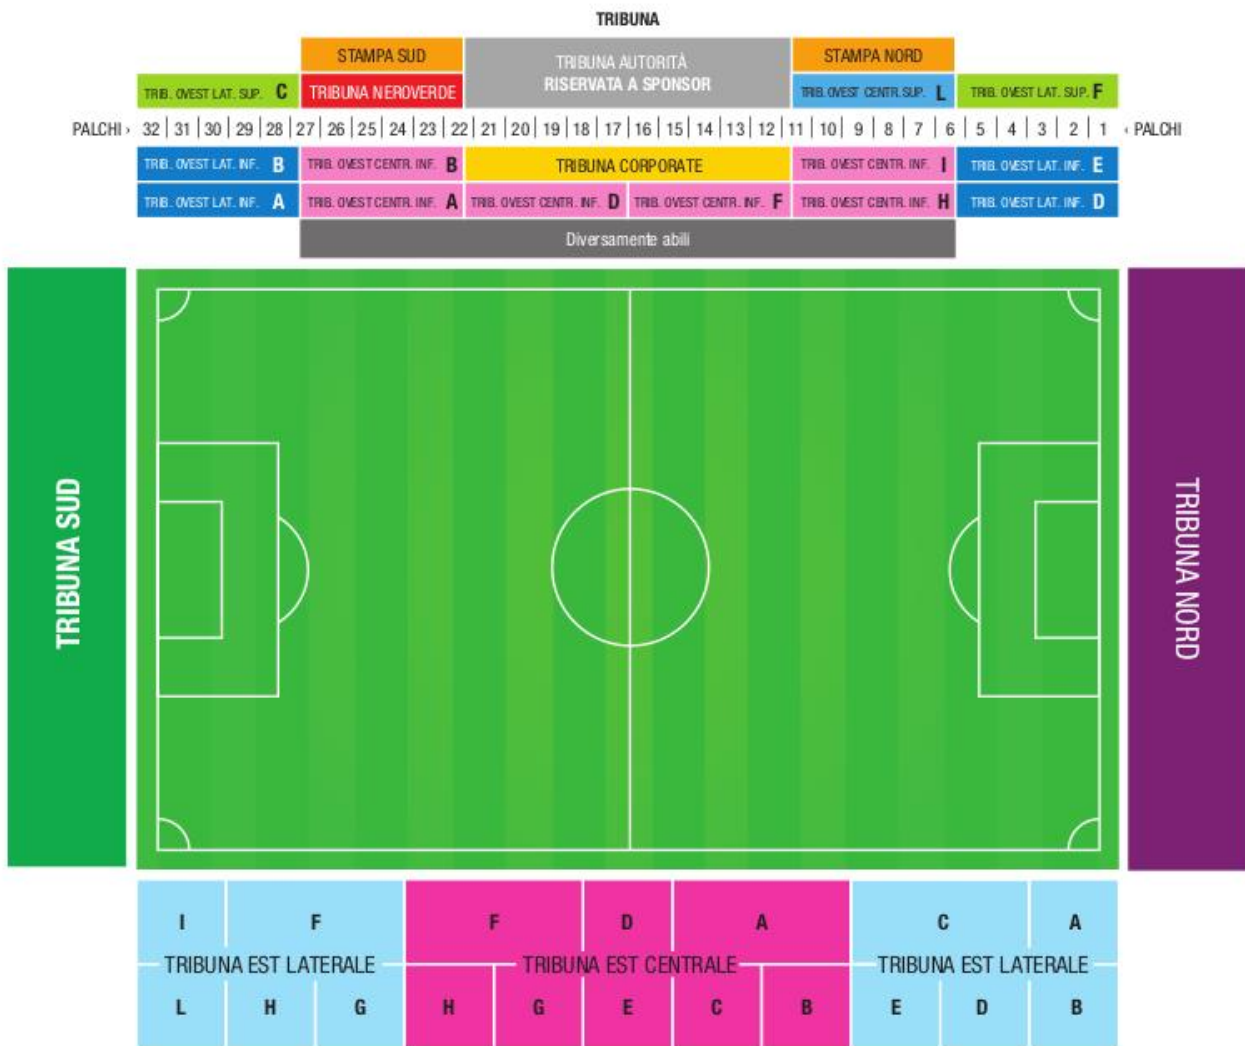 TRIBUNA
STAMPA SUD
TRIBUNA AUTORITÀ
RISERVATA A SPONSOR
STAMPA NORD
TRIB. OVEST LAT. SUP. C
TRIBUNA NEROVERDE
TRIB. OVEST CENTR. SUP. L
TRIB. OVEST LAT. SUP. F
PALCHI › 32 | 31 | 30 | 29 | 28 | 27 | 26 | 25 | 24 | 23 | 22 | 21 | 20 | 19 | 18 | 17 | 16 | 15 | 14 | 13 | 12 | 11 | 10 | 9 | 8 | 7 | 6 | 5 | 4 | 3 | 2 | 1 ‹ PALCHI
TRIB. OVEST LAT. INF. B
TRIB. OVEST CENTR. INF. B
TRIBUNA CORPORATE
TRIB. OVEST CENTR. INF. I
TRIB. OVEST LAT. INF. E
TRIB. OVEST LAT. INF. A
TRIB. OVEST CENTR. INF. A
TRIB. OVEST CENTR. INF. D
TRIB. OVEST CENTR. INF. F
TRIB. OVEST CENTR. INF. H
TRIB. OVEST LAT. INF. D
Diversamente abili
TRIBUNA SUD
TRIBUNA NORD
I F F D A C A
TRIBUNA EST LATERALE
TRIBUNA EST CENTRALE
TRIBUNA EST LATERALE
L H G H G E C B E D B